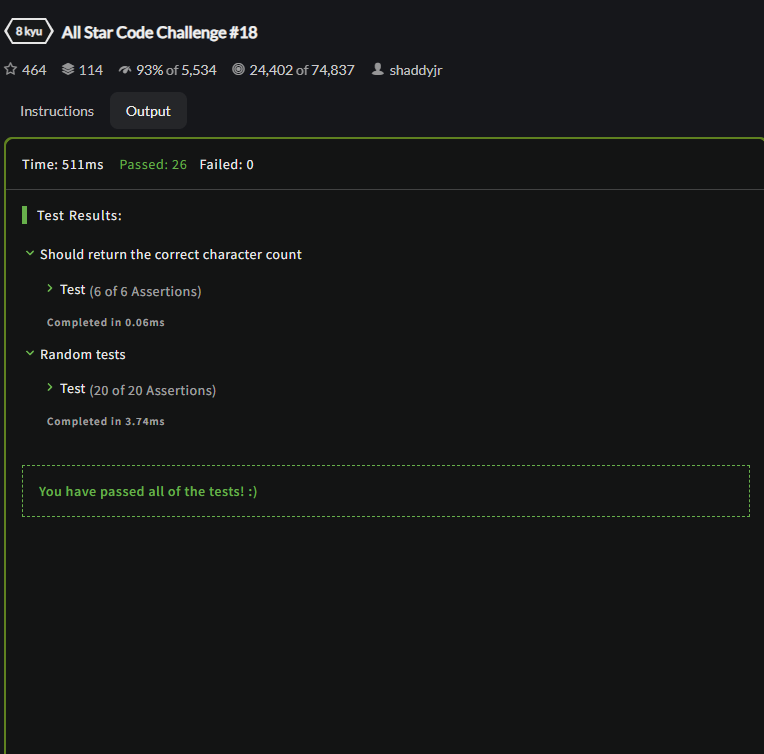 8 kyu All Star Code Challenge #18
464 114 93% of 5,534 24,402 of 74,837 shaddyjr
Instructions Output
Time: 511ms Passed: 26 Failed: 0
Test Results:
Should return the correct character count
Test (6 of 6 Assertions)
Completed in 0.06ms
Random tests
Test (20 of 20 Assertions)
Completed in 3.74ms
You have passed all of the tests! :)